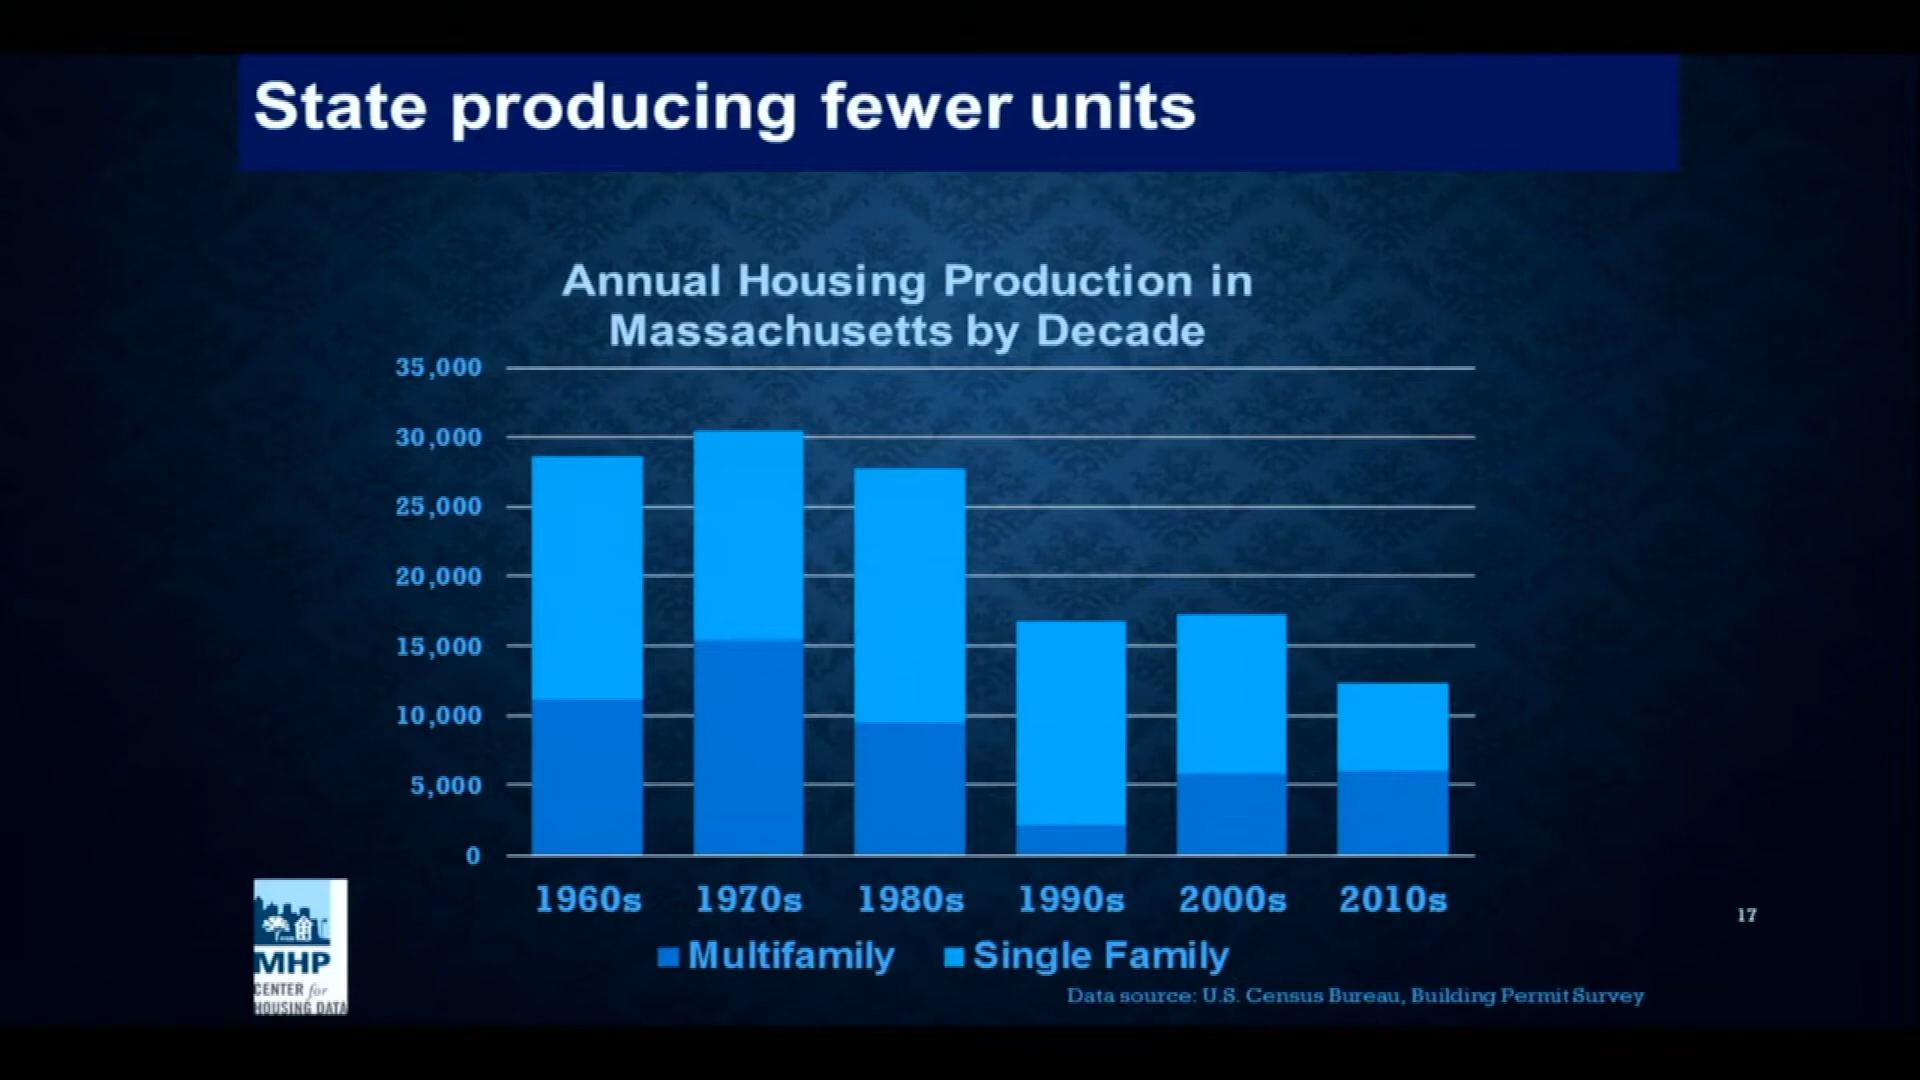 State producing fewer units
Annual Housing Production in
Massachusetts by Decade
35,000
30,000
25,000
20,000
15,000
10,000
5,000
0
1960s 1970s 1980s 1990s 2000s 2010s
Multifamily Single Family
MHP
CENTER for
HOUSING DATA
17
Data source: U.S. Census Bureau, Building Permit Survey